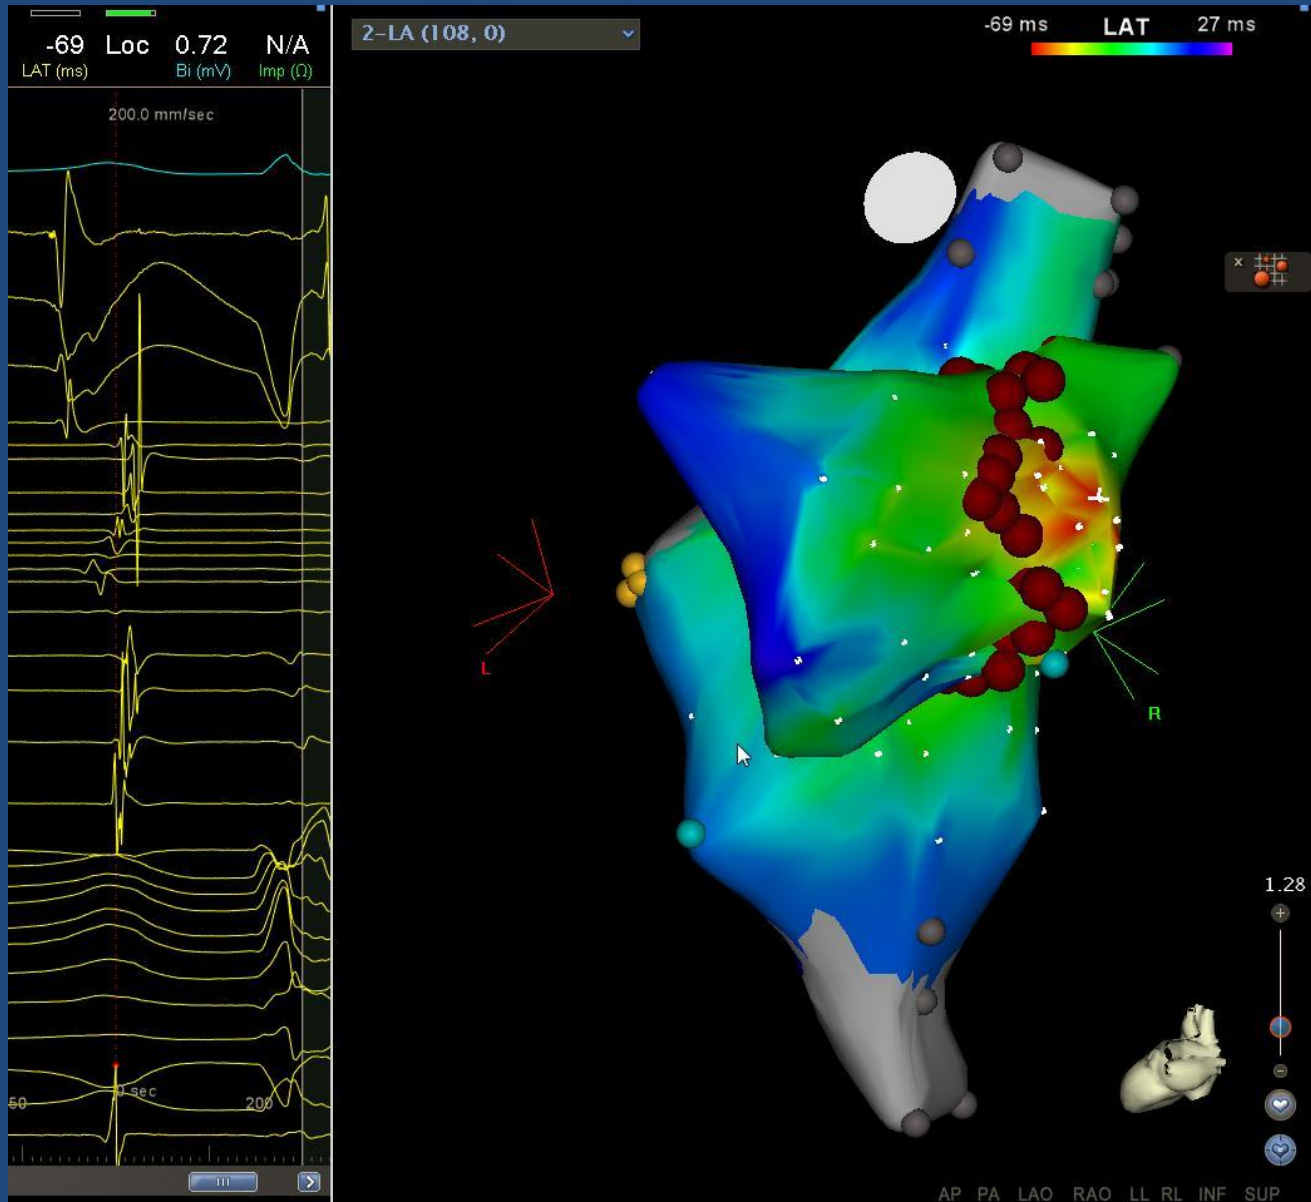 -69 Loc 0.72 N/A
LAT (ms) Bi (mV) Imp (Ω)
200.0 mm/sec
2-LA (108, 0)
-69 ms LAT 27 ms
x
L
R
1.28
0 sec
50 200
AP PA LAO RAO LL RL INF SUP